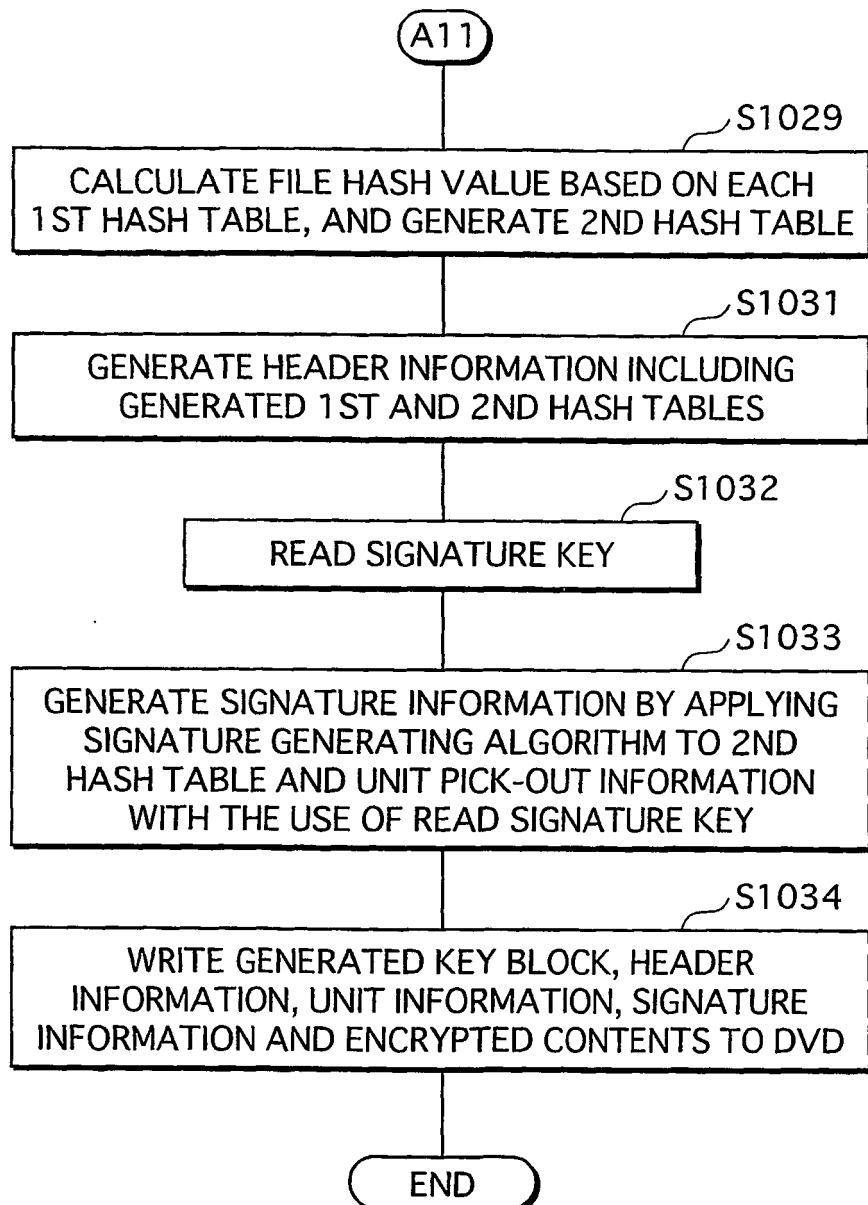 A11
S1029
CALCULATE FILE HASH VALUE BASED ON EACH
1ST HASH TABLE, AND GENERATE 2ND HASH TABLE
S1031
GENERATE HEADER INFORMATION INCLUDING
GENERATED 1ST AND 2ND HASH TABLES
S1032
READ SIGNATURE KEY
S1033
GENERATE SIGNATURE INFORMATION BY APPLYING
SIGNATURE GENERATING ALGORITHM TO 2ND
HASH TABLE AND UNIT PICK-OUT INFORMATION
WITH THE USE OF READ SIGNATURE KEY
S1034
WRITE GENERATED KEY BLOCK, HEADER
INFORMATION, UNIT INFORMATION, SIGNATURE
INFORMATION AND ENCRYPTED CONTENTS TO DVD
END